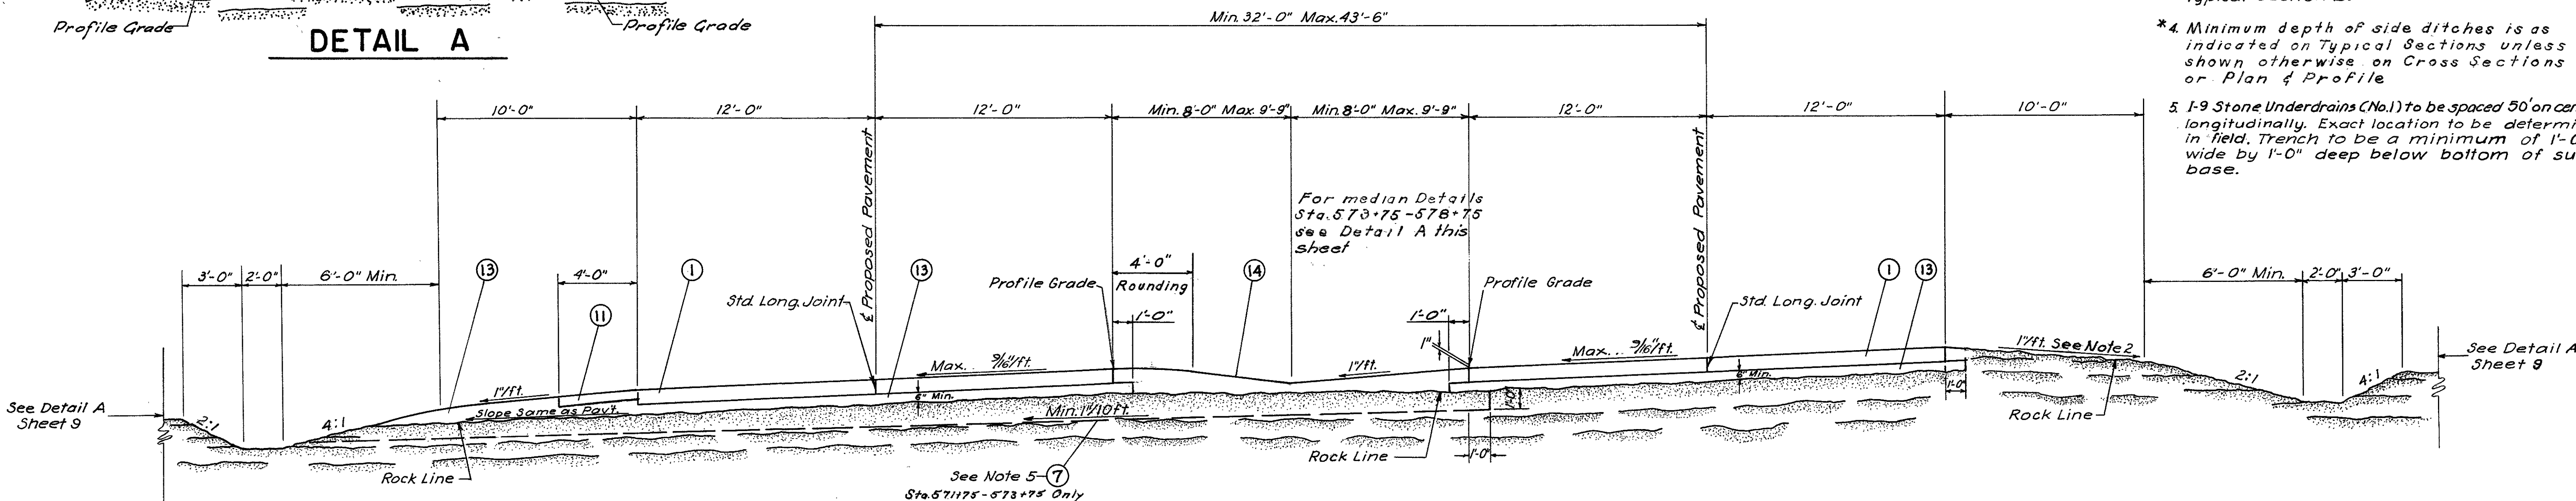 Profile Grade
Profile Grade
DETAIL A
Min. 32'-0" Max. 43'-6"
*4. Minimum depth of side ditches is as
indicated on Typical Sections unless
shown otherwise on Cross Sections
or Plan & Profile
5. I-9 Stone Underdrains (No.1) to be spaced 50' on
longitudinally. Exact location to be
in field. Trench to be a minimum of
wide by 1'-0" deep below bottom of
base.
10'-0"
12'-0"
12'-0"
Min. 8'-0" Max. 9'-9"
Min. 8'-0" Max. 9'-9"
12'-0"
12'-0"
10'-0"
℄ Proposed Pavement
℄ Proposed Pavement
For median Details
Sta. 573+75-578+75
see Detail A this
sheet
3'-0"
2'-0"
6'-0" Min.
13
4'-0"
1
13
4'-0"
Rounding
14
1
13
6'-0" Min.
2'-0"
3'-0"
Std. Long. Joint
Profile Grade
Profile Grade
Std. Long. Joint
11
1'-0"
1'-0"
1"
See Detail A
Sheet 9
2:1
4:1
1"/ft.
Slope Same as Pav't.
Max. 9/16"/ft.
6" Min.
Min. 1"/10 ft.
1"/ft.
1'-0"
1'-0"
Max... 9/16"/ft.
6" Min.
1'-0"
1"/ft. See Note 2
2:1
4:1
See Detail A
Sheet 9
Rock Line
Rock Line
Rock Line
See Note 5
7
Sta. 571+75-573+75 Only